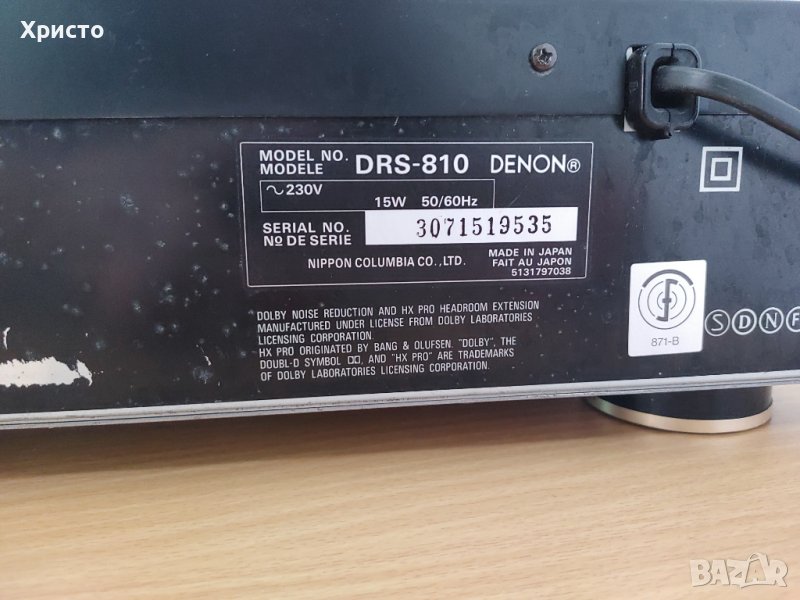 Христо
MODEL NO. DRS-810 DENON®
MODELE
~230V
15W 50/60Hz
SERIAL NO. 3071519535
No DE SERIE
NIPPON COLUMBIA CO.,LTD. MADE IN JAPAN
FAIT AU JAPON
5131797038
DOLBY NOISE REDUCTION AND HX PRO HEADROOM EXTENSION
MANUFACTURED UNDER LICENSE FROM DOLBY LABORATORIES
LICENSING CORPORATION.
HX PRO ORIGINATED BY BANG & OLUFSEN. "DOLBY", THE
DOUBL-D SYMBOL, AND "HX PRO" ARE TRADEMARKS
OF DOLBY LABORATORIES LICENSING CORPORATION.
871-B
S D N F
BAZAR